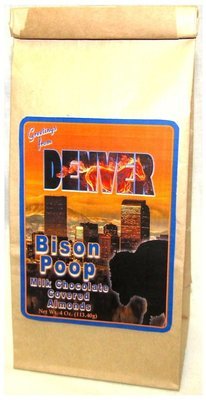 Greetings
from
DENVER
Bison
Poop
Milk Chocolate
Covered
Almonds
Net Wt. 4 Oz. (113.40g)